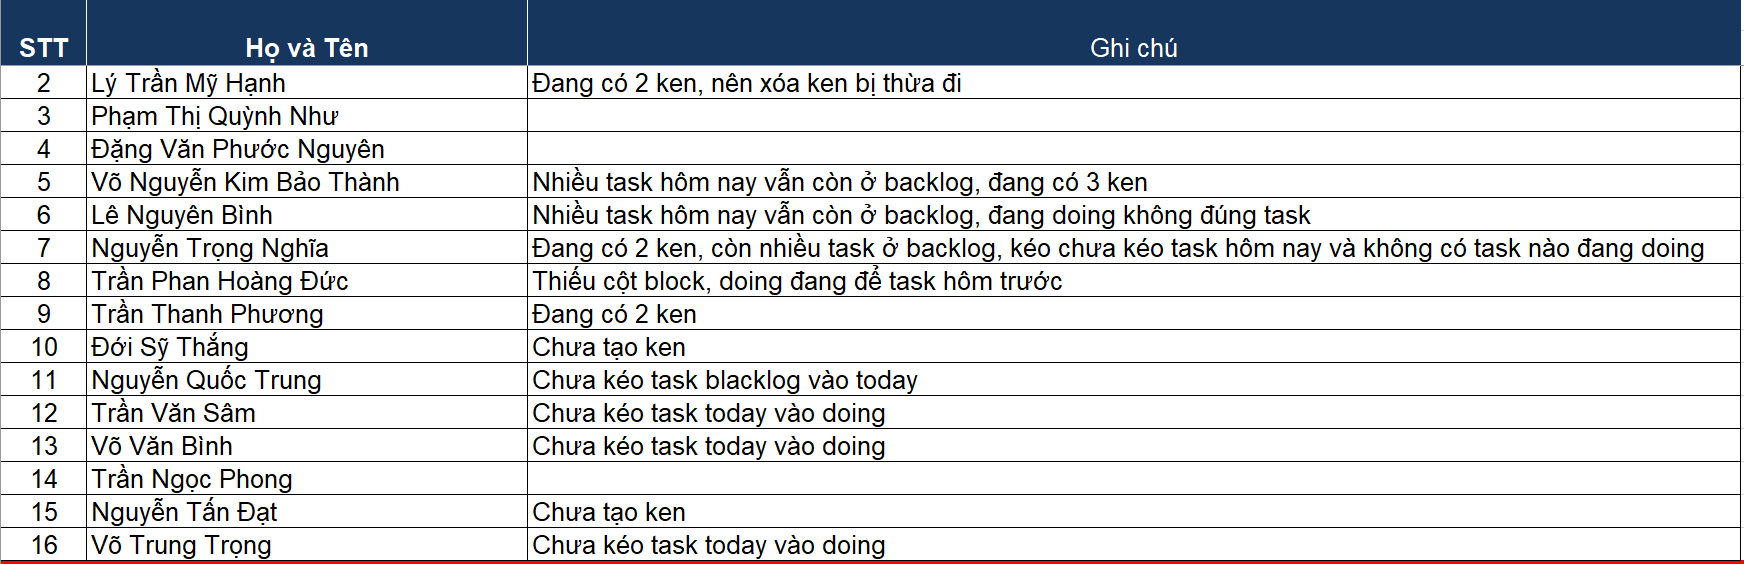 STT Họ và Tên Ghi chú
2 Lý Trần Mỹ Hạnh Đang có 2 ken, nên xóa ken bị thừa đi
3 Phạm Thị Quỳnh Như
4 Đặng Văn Phước Nguyên
5 Võ Nguyễn Kim Bảo Thành Nhiều task hôm nay vẫn còn ở backlog, đang có 3 ken
6 Lê Nguyên Bình Nhiều task hôm nay vẫn còn ở backlog, đang doing không đúng task
7 Nguyễn Trọng Nghĩa Đang có 2 ken, còn nhiều task ở backlog, kéo chưa kéo task hôm nay và không có task nào đang doing
8 Trần Phan Hoàng Đức Thiếu cột block, doing đang để task hôm trước
9 Trần Thanh Phương Đang có 2 ken
10 Đới Sỹ Thắng Chưa tạo ken
11 Nguyễn Quốc Trung Chưa kéo task blacklog vào today
12 Trần Văn Sâm Chưa kéo task today vào doing
13 Võ Văn Bình Chưa kéo task today vào doing
14 Trần Ngọc Phong
15 Nguyễn Tấn Đạt Chưa tạo ken
16 Võ Trung Trọng Chưa kéo task today vào doing